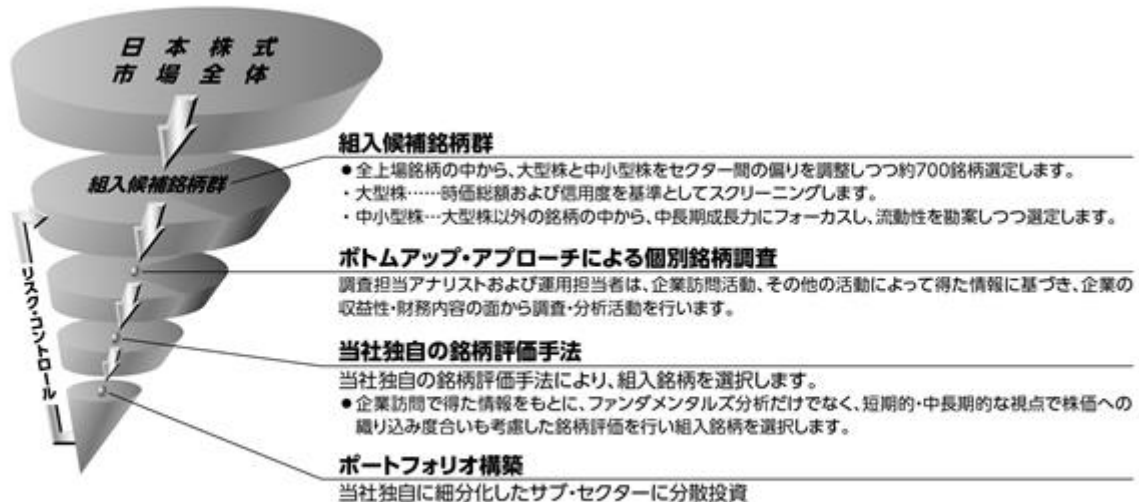 日本株式
市場全体
組入候補銘柄群
リスク・コントロール
組入候補銘柄群
●全上場銘柄の中から、大型株と中小型株をセクター間の偏りを調整しつつ約700銘柄選定します。
・大型株……時価総額および信用度を基準としてスクリーニングします。
・中小型株…大型株以外の銘柄の中から、中長期成長力にフォーカスし、流動性を勘案しつつ選定します。
ボトムアップ・アプローチによる個別銘柄調査
調査担当アナリストおよび運用担当者は、企業訪問活動、その他の活動によって得た情報に基づき、企業の
収益性・財務内容の面から調査・分析活動を行います。
当社独自の銘柄評価手法
当社独自の銘柄評価手法により、組入銘柄を選択します。
●企業訪問で得た情報をもとに、ファンダメンタルズ分析だけでなく、短期的・中長期的な視点で株価への
織り込み度合いも考慮した銘柄評価を行い組入銘柄を選択します。
ポートフォリオ構築
当社独自に細分化したサブ・セクターに分散投資